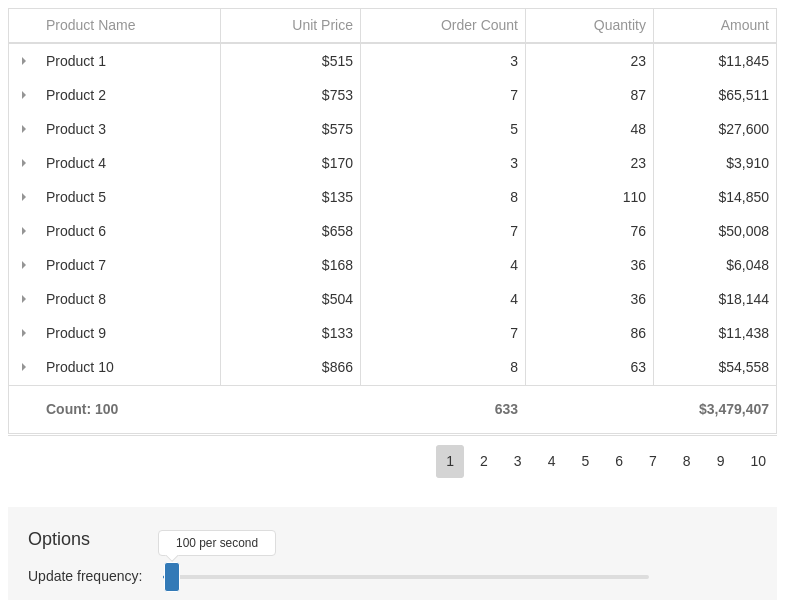 Product Name Unit Price Order Count Quantity Amount
Product 1 $515 3 23 $11,845
Product 2 $753 7 87 $65,511
Product 3 $575 5 48 $27,600
Product 4 $170 3 23 $3,910
Product 5 $135 8 110 $14,850
Product 6 $658 7 76 $50,008
Product 7 $168 4 36 $6,048
Product 8 $504 4 36 $18,144
Product 9 $133 7 86 $11,438
Product 10 $866 8 63 $54,558
Count: 100 633 $3,479,407
1 2 3 4 5 6 7 8 9 10
Options
100 per second
Update frequency: